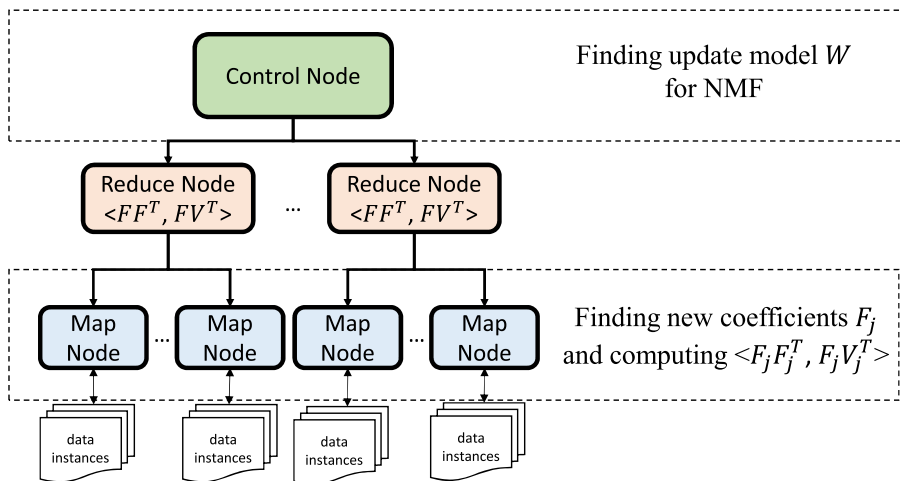 Control Node
Finding update model W
for NMF
Reduce Node
<FF^T, FV^T>
...
Reduce Node
<FF^T, FV^T>
Map
Node
...
Map
Node
Map
Node
...
Map
Node
Finding new coefficients F_j
and computing <F_jF_j^T, F_jV_j^T>
data
instances
data
instances
data
instances
data
instances